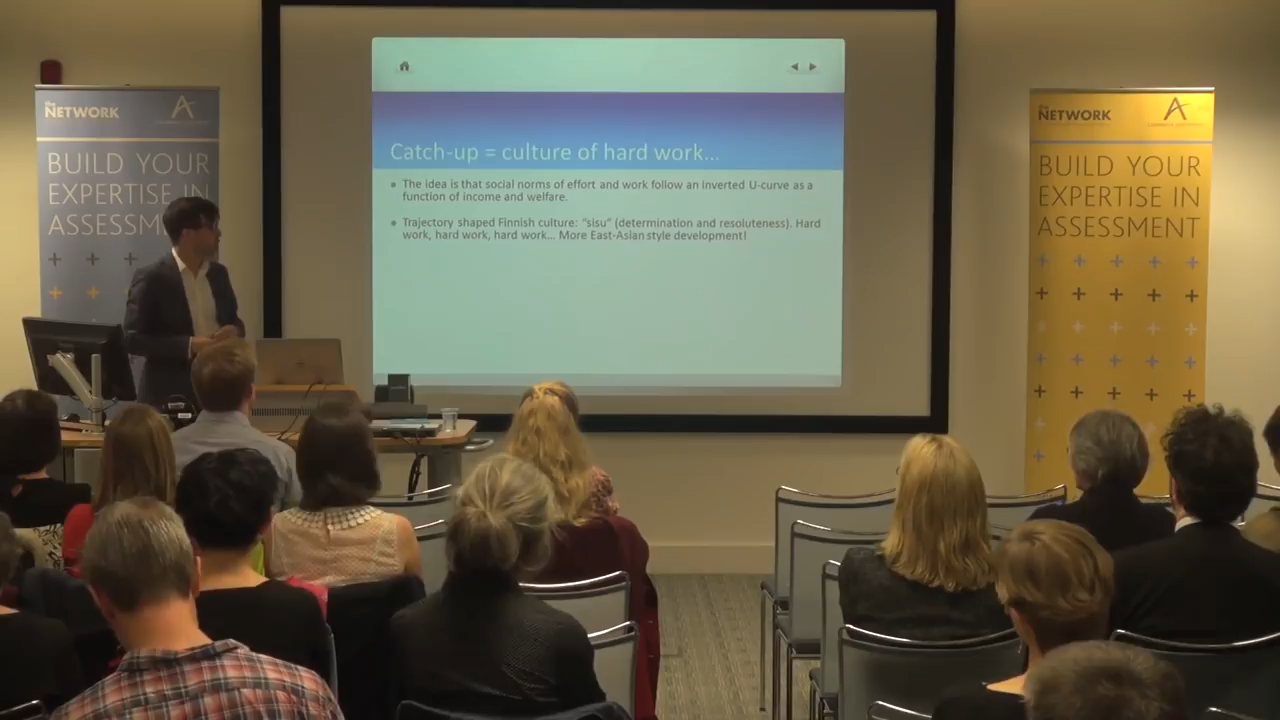 Catch-up = culture of hard work...
The idea is that social norms of effort and work follow an inverted U-curve as a
function of income and welfare.
Trajectory shaped Finnish culture: "sisu" (determination and resoluteness). Hard
work, hard work, hard work... More East-Asian style development!
the
NETWORK
BUILD YOUR
EXPERTISE IN
ASSESSM
the
NETWORK
BUILD YOUR
EXPERTISE IN
ASSESSMENT